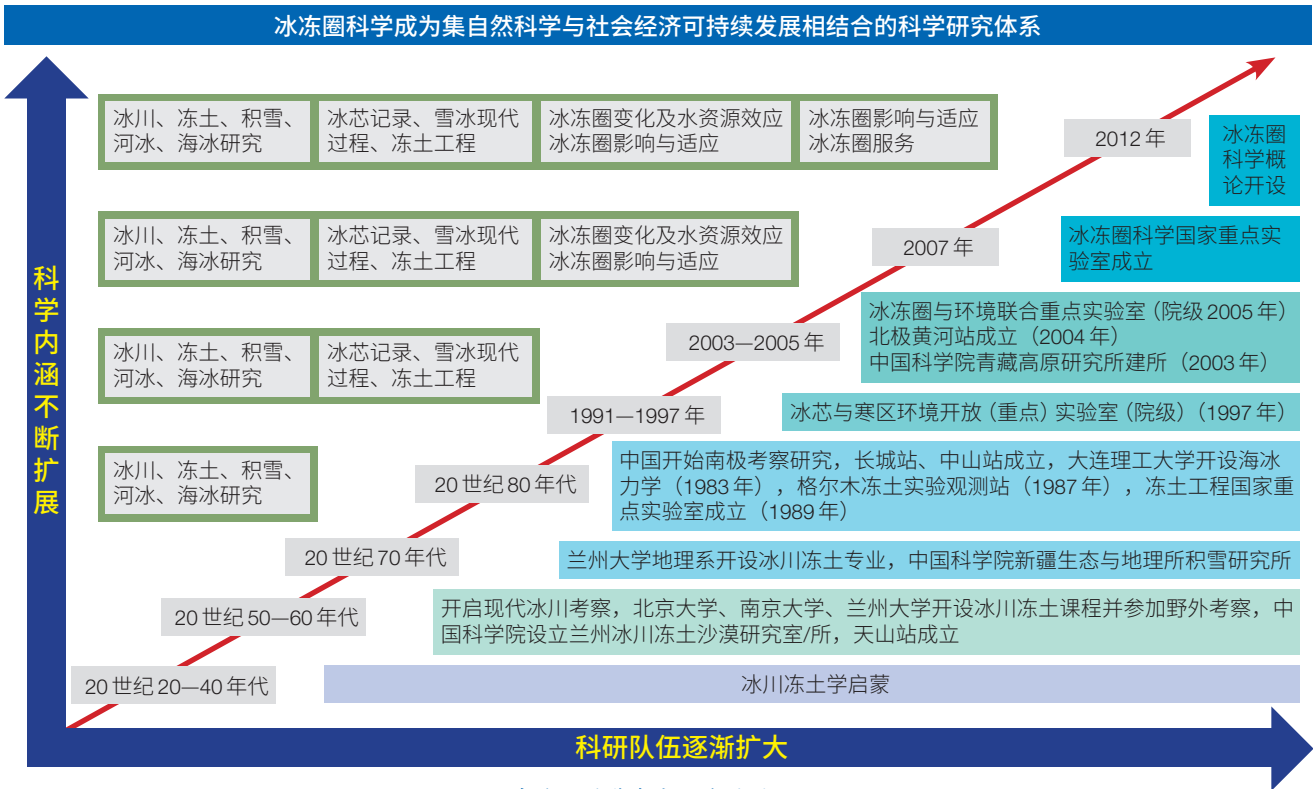 冰冻圈科学成为集自然科学与社会经济可持续发展相结合的科学研究体系
科学内涵不断扩展
冰川、冻土、积雪、
河冰、海冰研究
冰芯记录、雪冰现代
过程、冻土工程
冰冻圈变化及水资源效应
冰冻圈影响与适应
冰冻圈影响与适应
冰冻圈服务
2012年
冰冻圈
科学概
论开设
冰川、冻土、积雪、
河冰、海冰研究
冰芯记录、雪冰现代
过程、冻土工程
冰冻圈变化及水资源效应
冰冻圈影响与适应
2007年
冰冻圈科学国家重点实
验室成立
冰川、冻土、积雪、
河冰、海冰研究
冰芯记录、雪冰现代
过程、冻土工程
2003—2005年
冰冻圈与环境联合重点实验室（院级2005年）
北极黄河站成立（2004年）
中国科学院青藏高原研究所建所（2003年）
1991—1997年
冰芯与寒区环境开放（重点）实验室（院级）（1997年）
冰川、冻土、积雪、
河冰、海冰研究
20世纪80年代
中国开始南极考察研究，长城站、中山站成立，大连理工大学开设海冰
力学（1983年），格尔木冻土实验观测站（1987年），冻土工程国家重
点实验室成立（1989年）
20世纪70年代
兰州大学地理系开设冰川冻土专业，中国科学院新疆生态与地理所积雪研究所
20世纪50—60年代
开启现代冰川考察，北京大学、南京大学、兰州大学开设冰川冻土课程并参加野外考察，中
国科学院设立兰州冰川冻土沙漠研究室/所，天山站成立
20世纪20—40年代
冰川冻土学启蒙
科研队伍逐渐扩大